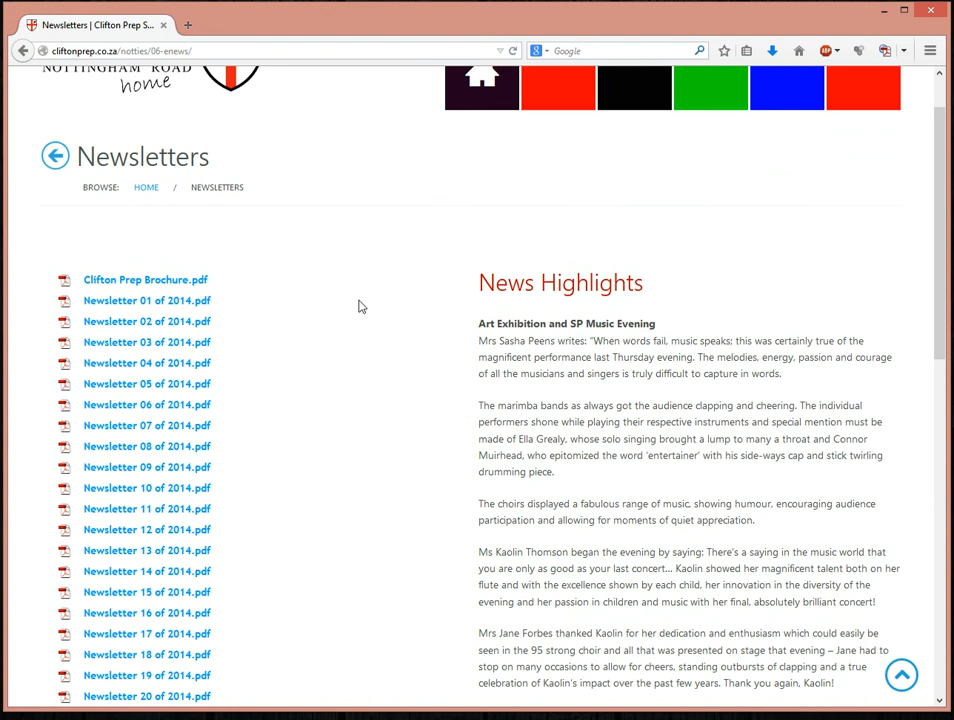 Newsletters | Clifton Prep S...
cliftonprep.co.za/notties/06-enews/
Google
NOTTINGHAM ROAD
home
Newsletters
BROWSE: HOME / NEWSLETTERS
Clifton Prep Brochure.pdf
Newsletter 01 of 2014.pdf
Newsletter 02 of 2014.pdf
Newsletter 03 of 2014.pdf
Newsletter 04 of 2014.pdf
Newsletter 05 of 2014.pdf
Newsletter 06 of 2014.pdf
Newsletter 07 of 2014.pdf
Newsletter 08 of 2014.pdf
Newsletter 09 of 2014.pdf
Newsletter 10 of 2014.pdf
Newsletter 11 of 2014.pdf
Newsletter 12 of 2014.pdf
Newsletter 13 of 2014.pdf
Newsletter 14 of 2014.pdf
Newsletter 15 of 2014.pdf
Newsletter 16 of 2014.pdf
Newsletter 17 of 2014.pdf
Newsletter 18 of 2014.pdf
Newsletter 19 of 2014.pdf
Newsletter 20 of 2014.pdf
News Highlights
Art Exhibition and SP Music Evening
Mrs Sasha Peens writes: “When words fail, music speaks; this was certainly true of the
magnificent performance last Thursday evening. The melodies, energy, passion and courage
of all the musicians and singers is truly difficult to capture in words.
The marimba bands as always got the audience clapping and cheering. The individual
performers shone while playing their respective instruments and special mention must be
made of Ella Grealy, whose solo singing brought a lump to many a throat and Connor
Muirhead, who epitomized the word ‘entertainer’ with his side-ways cap and stick twirling
drumming piece.
The choirs displayed a fabulous range of music, showing humour, encouraging audience
participation and allowing for moments of quiet appreciation.
Ms Kaolin Thomson began the evening by saying: There’s a saying in the music world that
you are only as good as your last concert… Kaolin showed her magnificent talent both on her
flute and with the excellence shown by each child, her innovation in the diversity of the
evening and her passion in children and music with her final, absolutely brilliant concert!
Mrs Jane Forbes thanked Kaolin for her dedication and enthusiasm which could easily be
seen in the 95 strong choir and all that was presented on stage that evening – Jane had to
stop on many occasions to allow for cheers, standing outbursts of clapping and a true
celebration of Kaolin’s impact over the past few years. Thank you again, Kaolin!